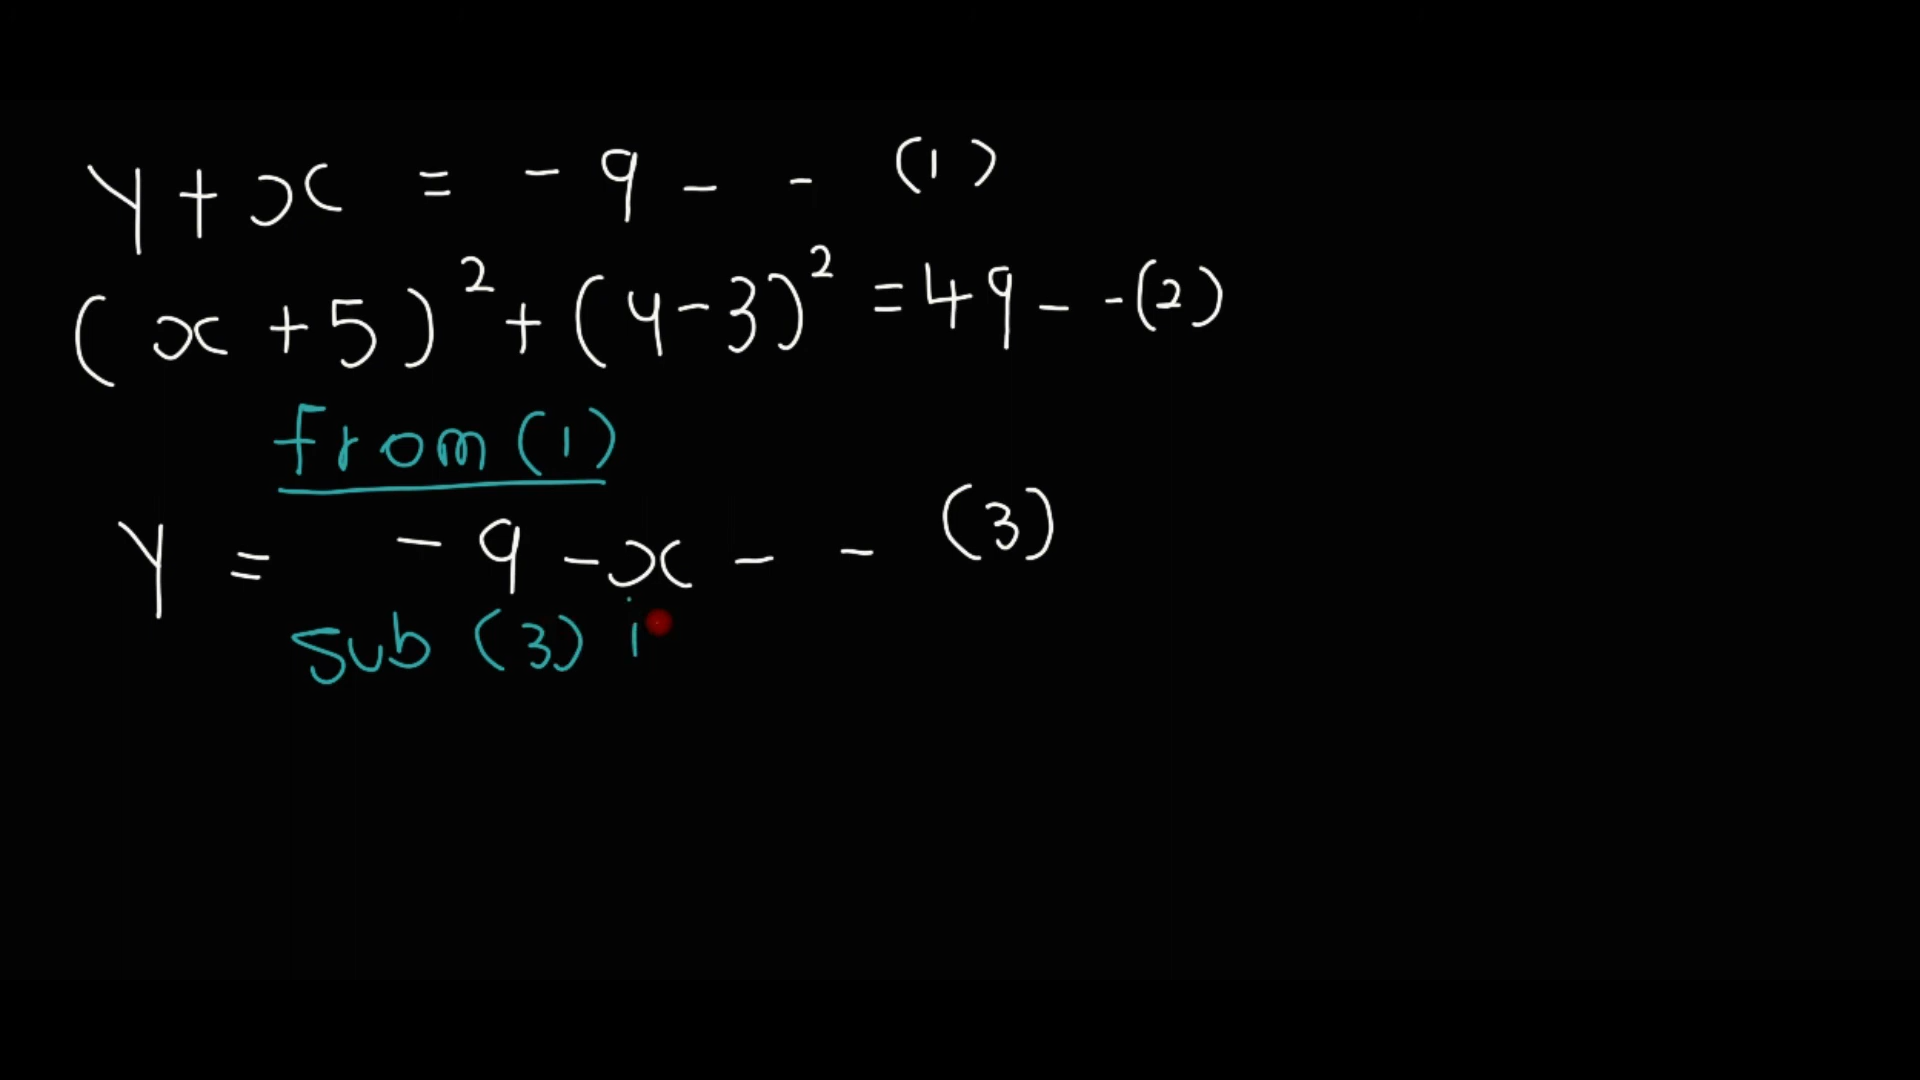 y+x = -9 - - (1)
(x+5)² + (y-3)² = 49 - - (2)
from (1)
y = -9-x - - (3)
Sub (3) i